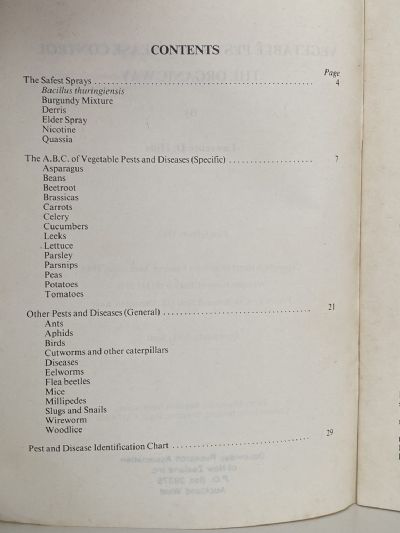 CONTENTS
Page
The Safest Sprays .......................................................... 4
Bacillus thuringiensis
Burgundy Mixture
Derris
Elder Spray
Nicotine
Quassia
The A.B.C. of Vegetable Pests and Diseases (Specific) .................... 7
Asparagus
Beans
Beetroot
Brassicas
Carrots
Celery
Cucumbers
Leeks
Lettuce
Parsley
Parsnips
Peas
Potatoes
Tomatoes
Other Pests and Diseases (General) ................................... 21
Ants
Aphids
Birds
Cutworms and other caterpillars
Diseases
Eelworms
Flea beetles
Mice
Millipedes
Slugs and Snails
Wireworm
Woodlice
Pest and Disease Identification Chart ................................. 29